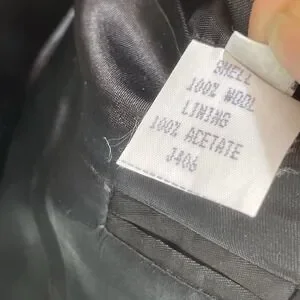 SHELL
100% WOOL
LINING
100% ACETATE
J406